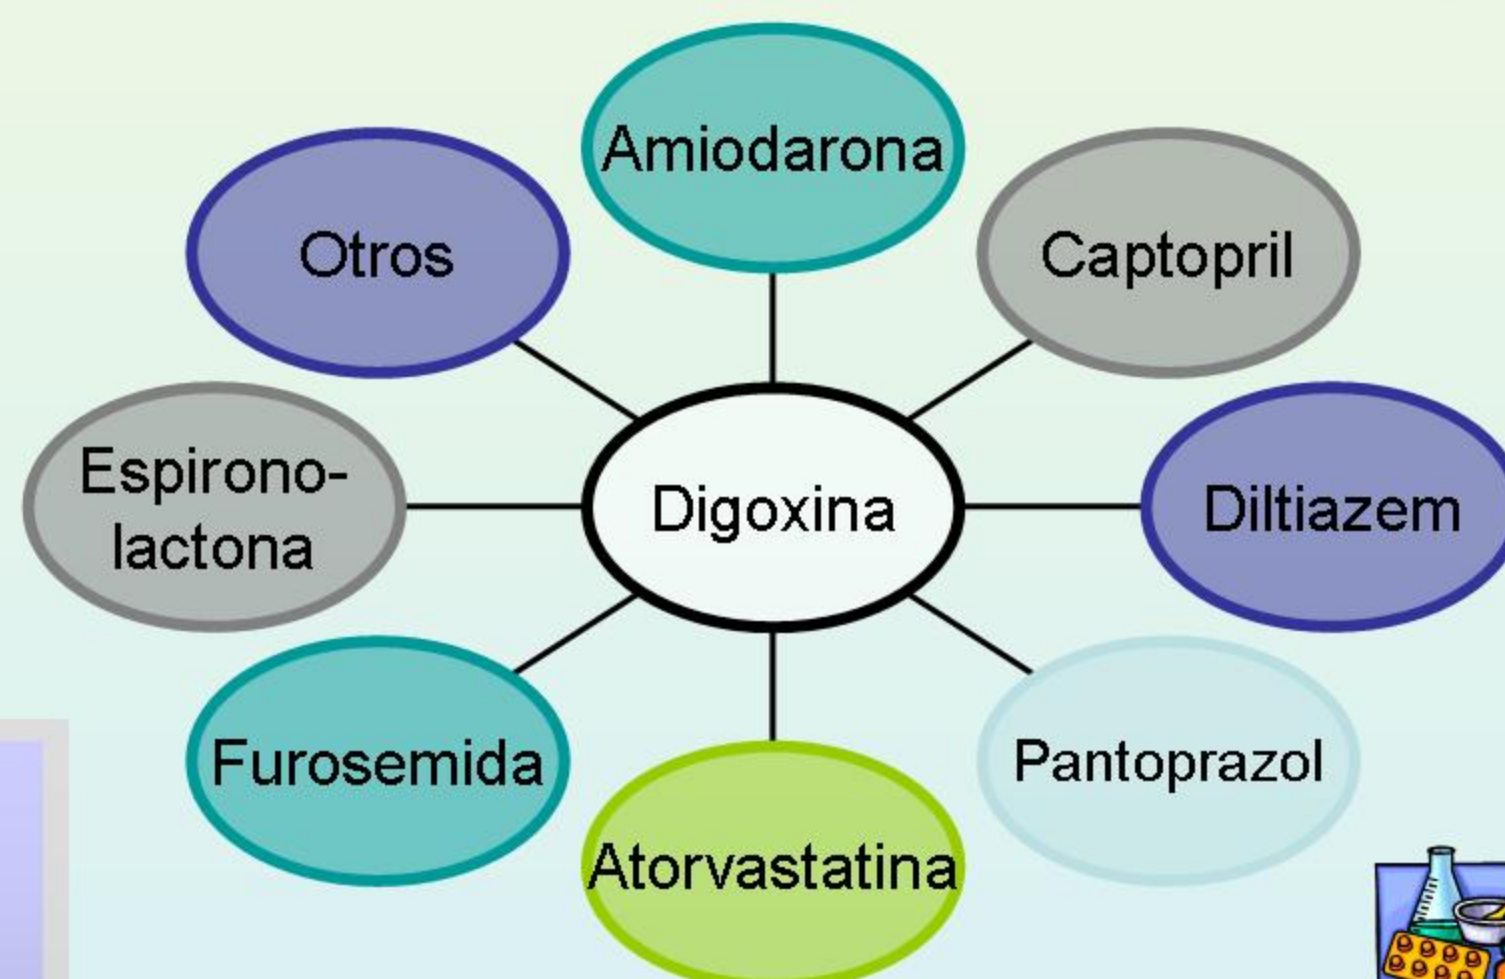 Amiodarona
Otros
Captopril
Espirono-
lactona
Digoxina
Diltiazem
Furosemida
Pantoprazol
Atorvastatina